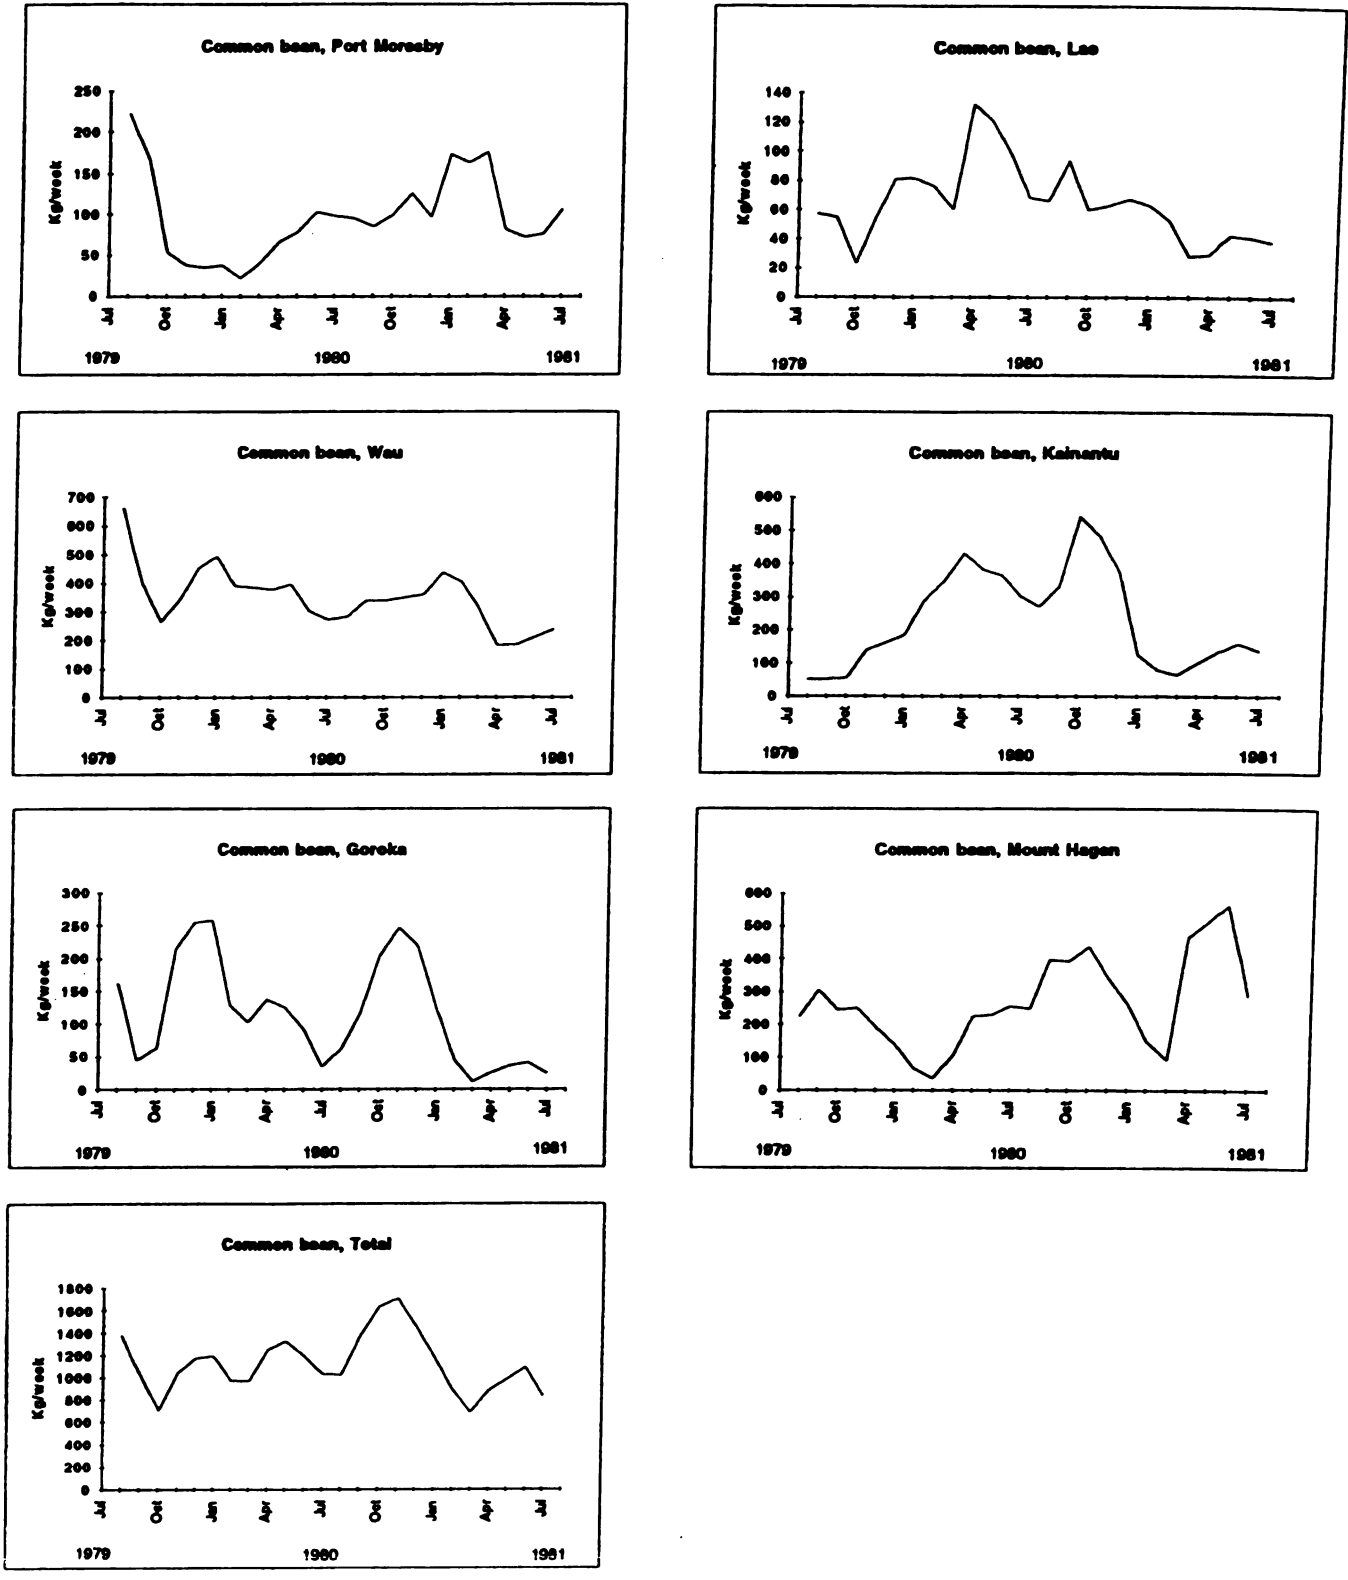 Common bean, Port Moresby
250
200
150
100
50
0
Kg/week
Jul Oct Jan Apr Jul Oct Jan Apr Jul
1979 1980 1981
Common bean, Lae
140
120
100
80
60
40
20
0
Kg/week
Jul Oct Jan Apr Jul Oct Jan Apr Jul
1979 1980 1981
Common bean, Wau
700
600
500
400
300
200
100
0
Kg/week
Jul Oct Jan Apr Jul Oct Jan Apr Jul
1979 1980 1981
Common bean, Kainantu
600
500
400
300
200
100
0
Kg/week
Jul Oct Jan Apr Jul Oct Jan Apr Jul
1979 1980 1981
Common bean, Goroka
300
250
200
150
100
50
0
Kg/week
Jul Oct Jan Apr Jul Oct Jan Apr Jul
1979 1980 1981
Common bean, Mount Hagen
600
500
400
300
200
100
0
Kg/week
Jul Oct Jan Apr Jul Oct Jan Apr Jul
1979 1980 1981
Common bean, Total
1800
1600
1400
1200
1000
800
600
400
200
0
Kg/week
Jul Oct Jan Apr Jul Oct Jan Apr Jul
1979 1980 1981